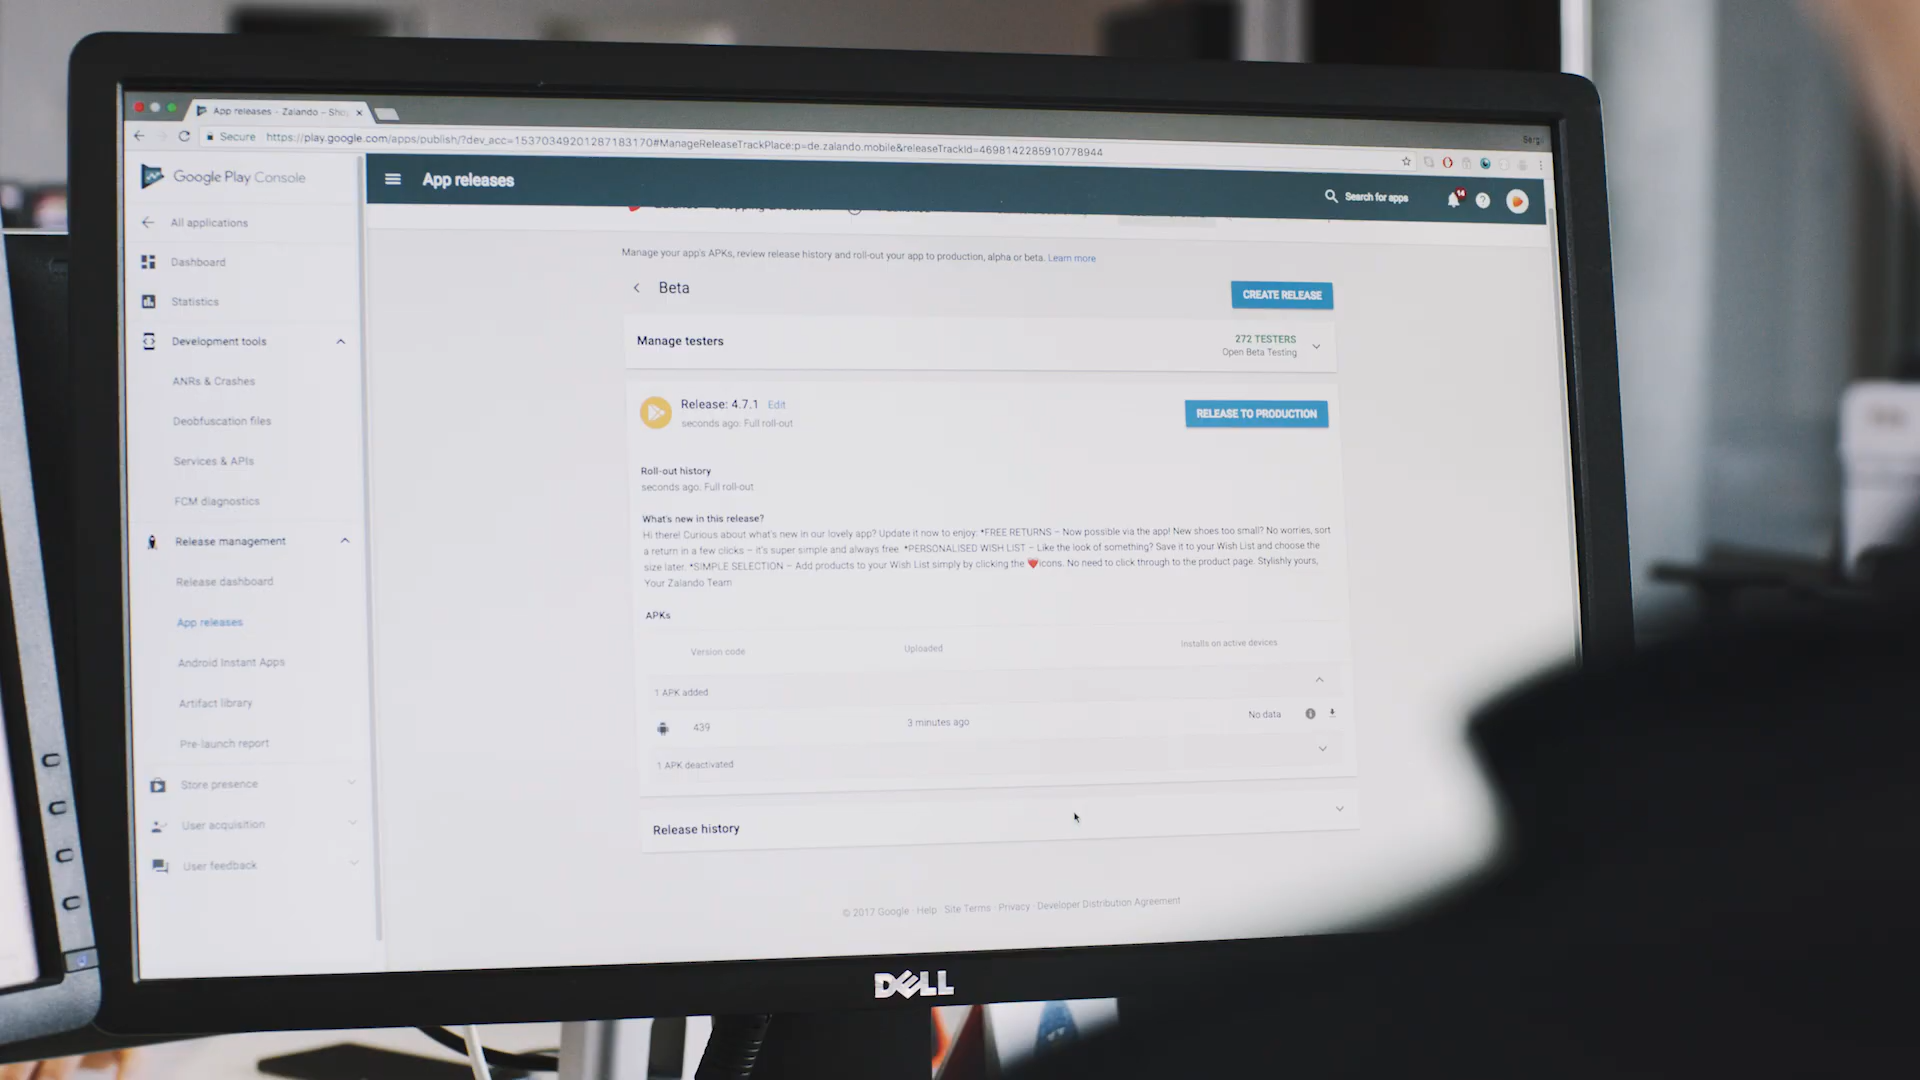 App releases - Zalando – Sho
Sergi
Secure https://play.google.com/apps/publish/?dev_acc=15370349201287183170#ManageReleaseTrackPlace:p=de.zalando.mobile&releaseTrackId=4698142285910778944
Google Play Console
App releases
Search for apps
14
All applications
Dashboard
Statistics
Development tools
ANRs & Crashes
Deobfuscation files
Services & APIs
FCM diagnostics
Release management
Release dashboard
App releases
Android Instant Apps
Artifact library
Pre-launch report
Store presence
User acquisition
User feedback
Manage your app's APKs, review release history and roll-out your app to production, alpha or beta. Learn more
Beta
CREATE RELEASE
Manage testers
272 TESTERS
Open Beta Testing
Release: 4.7.1 Edit
seconds ago: Full roll-out
RELEASE TO PRODUCTION
Roll-out history
seconds ago: Full roll-out
What's new in this release?
Hi there! Curious about what's new in our lovely app? Update it now to enjoy: *FREE RETURNS – Now possible via the app! New shoes too small? No worries, sort
a return in a few clicks – it's super simple and always free. *PERSONALISED WISH LIST – Like the look of something? Save it to your Wish List and choose the
size later. *SIMPLE SELECTION – Add products to your Wish List simply by clicking the ❤icons. No need to click through to the product page. Stylishly yours,
Your Zalando Team
APKs
Version code Uploaded Installs on active devices
1 APK added
439 3 minutes ago No data
1 APK deactivated
Release history
© 2017 Google · Help · Site Terms · Privacy · Developer Distribution Agreement
DELL